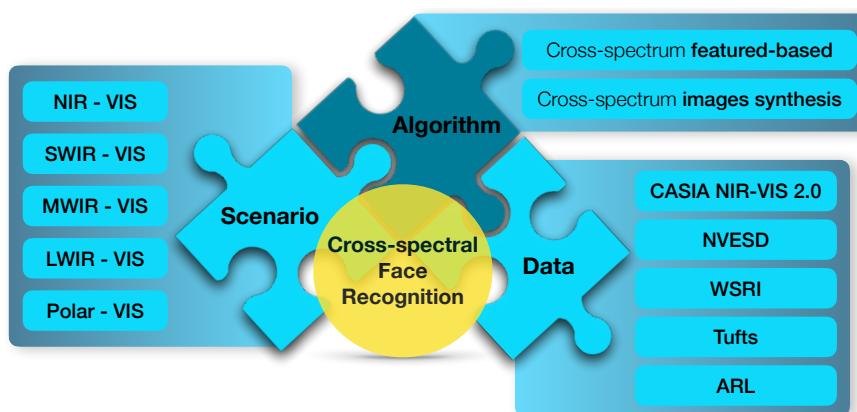 Cross-spectrum featured-based
Cross-spectrum images synthesis
Algorithm
NIR - VIS
SWIR - VIS
MWIR - VIS
LWIR - VIS
Polar - VIS
Scenario
Cross-spectral
Face
Recognition
Data
CASIA NIR-VIS 2.0
NVESD
WSRI
Tufts
ARL